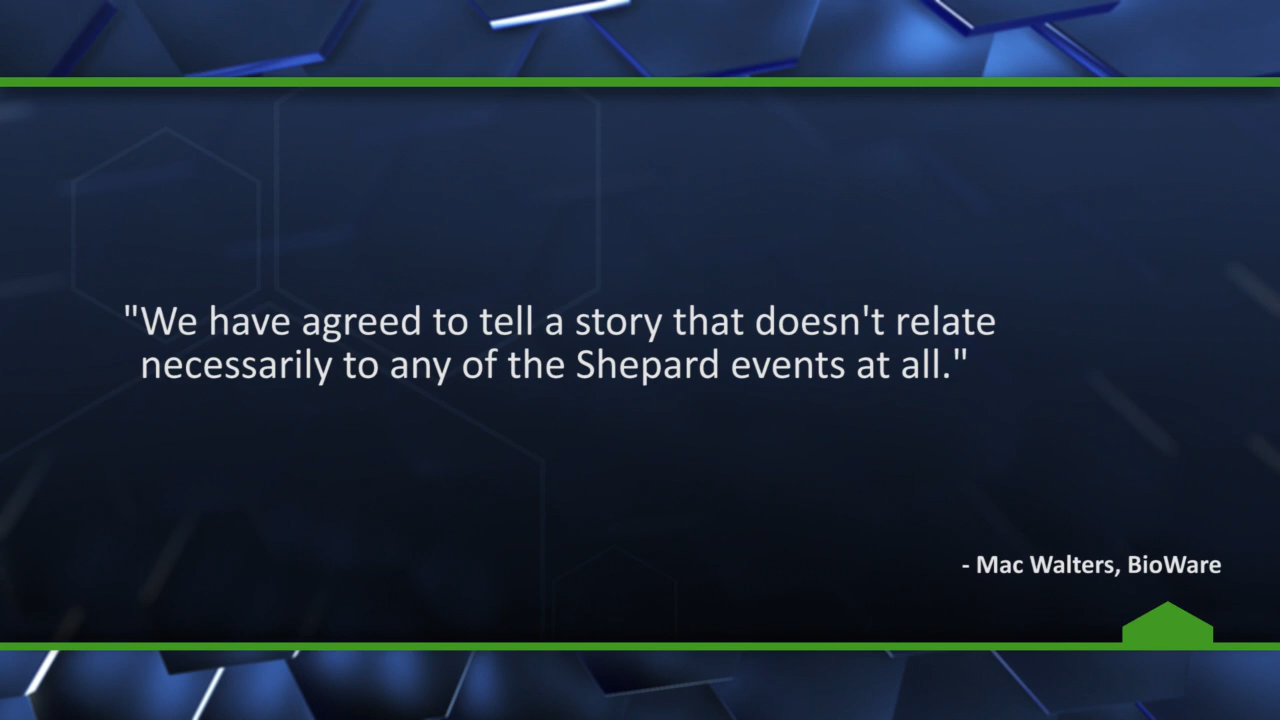 "We have agreed to tell a story that doesn't relate
necessarily to any of the Shepard events at all."
- Mac Walters, BioWare